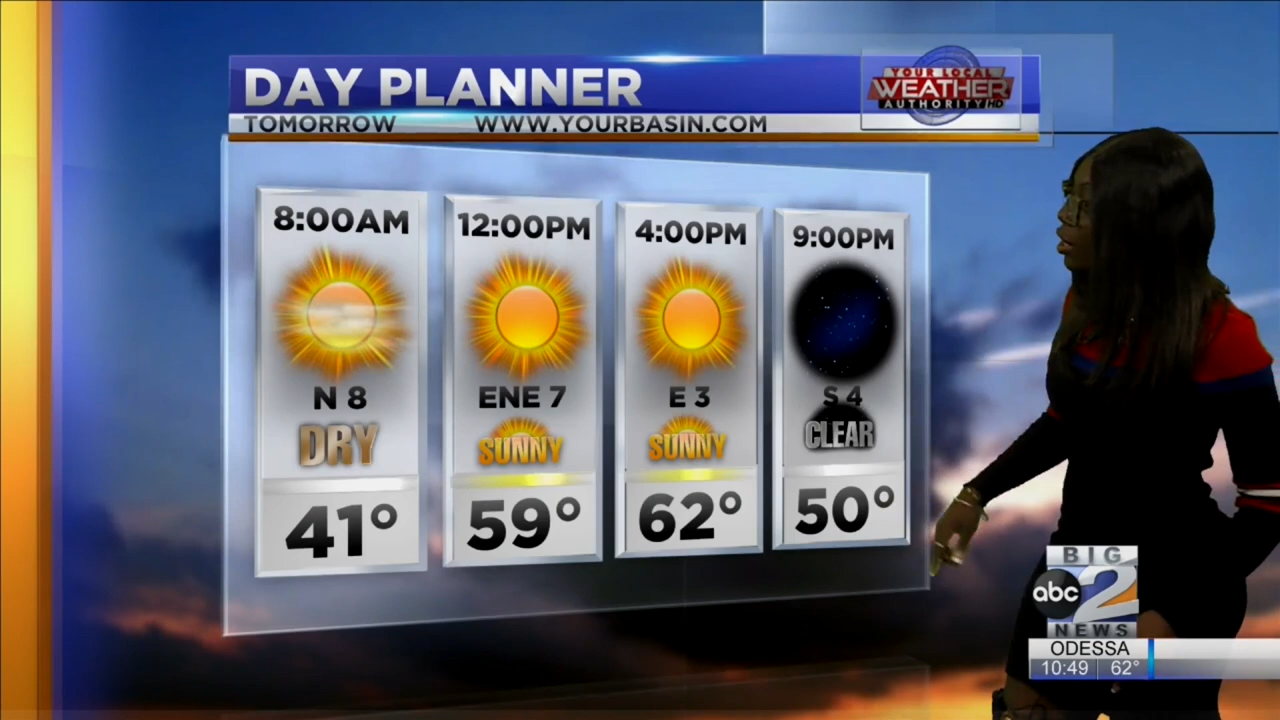 DAY PLANNER
YOUR LOCAL
WEATHER
AUTHORITY HD
TOMORROW WWW.YOURBASIN.COM
8:00AM
N 8
DRY
41°
12:00PM
ENE 7
SUNNY
59°
4:00PM
E 3
SUNNY
62°
9:00PM
S 4
CLEAR
50°
BIG
abc 2
NEWS
ODESSA
10:49 62°